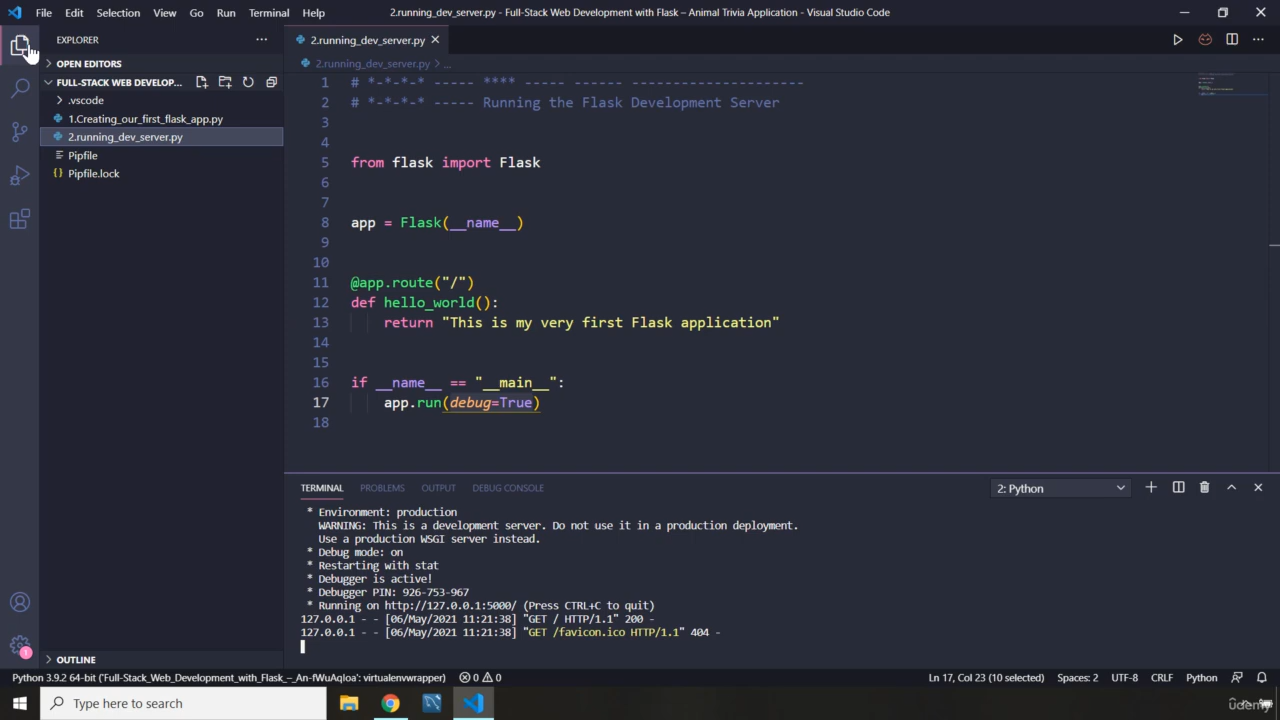 File Edit Selection View Go Run Terminal Help
2.running_dev_server.py - Full-Stack Web Development with Flask – Animal Trivia Application - Visual Studio Code
EXPLORER
OPEN EDITORS
FULL-STACK WEB DEVELOP...
.vscode
1.Creating_our_first_flask_app.py
2.running_dev_server.py
Pipfile
{} Pipfile.lock
OUTLINE
2.running_dev_server.py
2.running_dev_server.py > ...
1 # *-*-*-* ----- **** ----- ------ ---------------------
2 # *-*-*-* ----- Running the Flask Development Server
3
4
5 from flask import Flask
6
7
8 app = Flask(__name__)
9
10
11 @app.route("/")
12 def hello_world():
13 return "This is my very first Flask application"
14
15
16 if __name__ == "__main__":
17 app.run(debug=True)
18
TERMINAL PROBLEMS OUTPUT DEBUG CONSOLE
2: Python
* Environment: production
WARNING: This is a development server. Do not use it in a production deployment.
Use a production WSGI server instead.
* Debug mode: on
* Restarting with stat
* Debugger is active!
* Debugger PIN: 926-753-967
* Running on http://127.0.0.1:5000/ (Press CTRL+C to quit)
127.0.0.1 - - [06/May/2021 11:21:38] "GET / HTTP/1.1" 200 -
127.0.0.1 - - [06/May/2021 11:21:38] "GET /favicon.ico HTTP/1.1" 404 -
1
Python 3.9.2 64-bit ('Full-Stack_Web_Development_with_Flask_–_An-fWuAqIoa': virtualenvwrapper) 0 0
Ln 17, Col 23 (10 selected) Spaces: 2 UTF-8 CRLF Python
Type here to search
Udemy